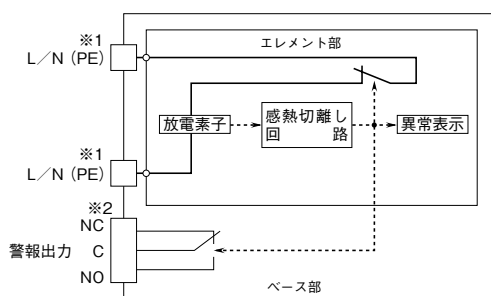 ※1
L／N（PE）
エレメント部
放電素子
感熱切離し
回路
異常表示
※1
L／N（PE）
※2
NC
警報出力
C
NO
ベース部